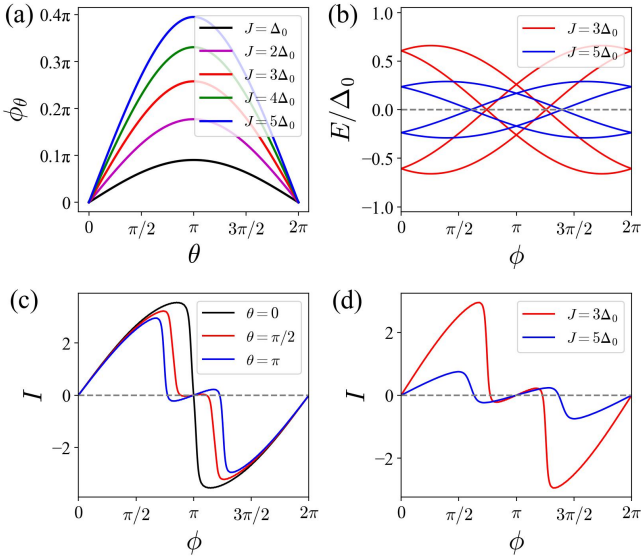 (a)
0.4π
0.3π
0.2π
0.1π
0
ϕ_θ
J = Δ₀
J = 2Δ₀
J = 3Δ₀
J = 4Δ₀
J = 5Δ₀
0 π/2 π 3π/2 2π
θ
(b)
1.0
0.5
0.0
−0.5
−1.0
E/Δ₀
J = 3Δ₀
J = 5Δ₀
0 π/2 π 3π/2 2π
ϕ
(c)
2
0
−2
I
θ = 0
θ = π/2
θ = π
0 π/2 π 3π/2 2π
ϕ
(d)
2
0
−2
I
J = 3Δ₀
J = 5Δ₀
0 π/2 π 3π/2 2π
ϕ